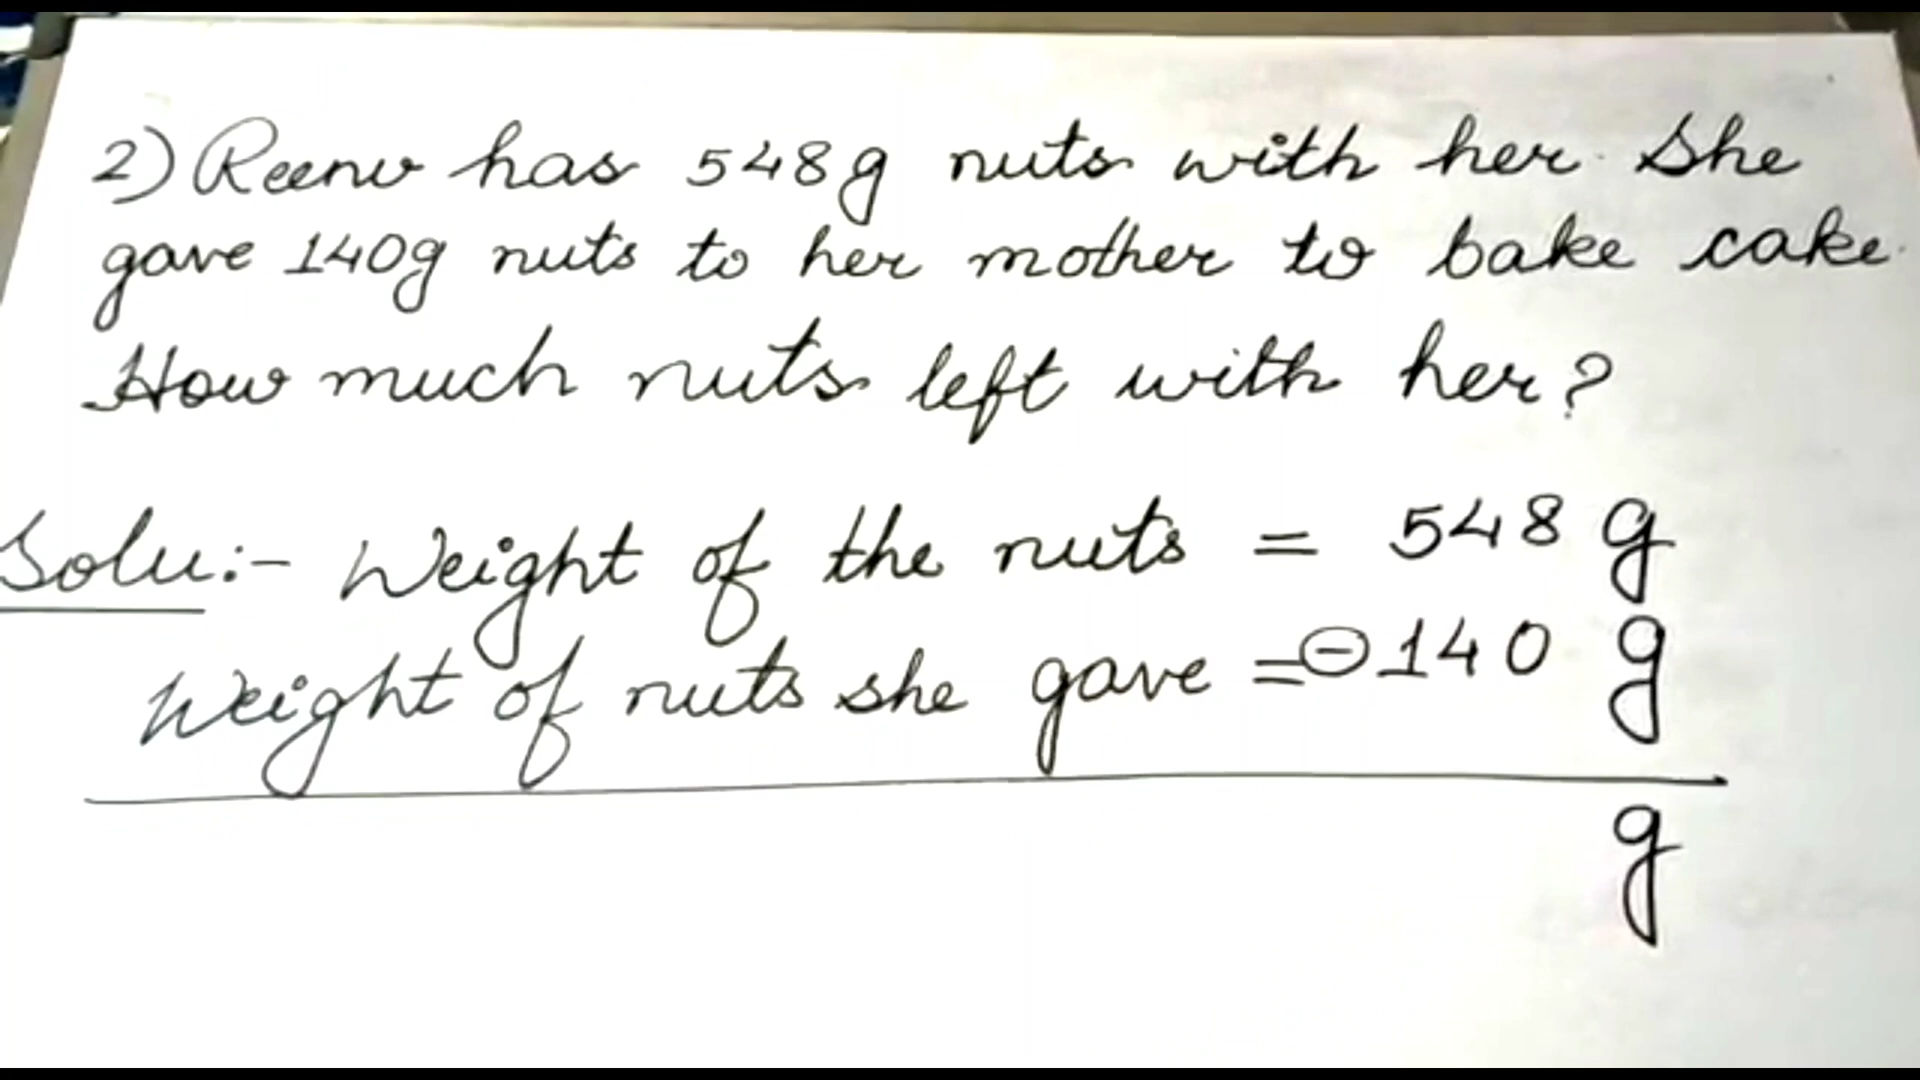 2) Reenu has 548g nuts with her. She
gave 140g nuts to her mother to bake cake.
How much nuts left with her?
Solu:- Weight of the nuts = 548 g
Weight of nuts she gave = ⊖ 140 g
g